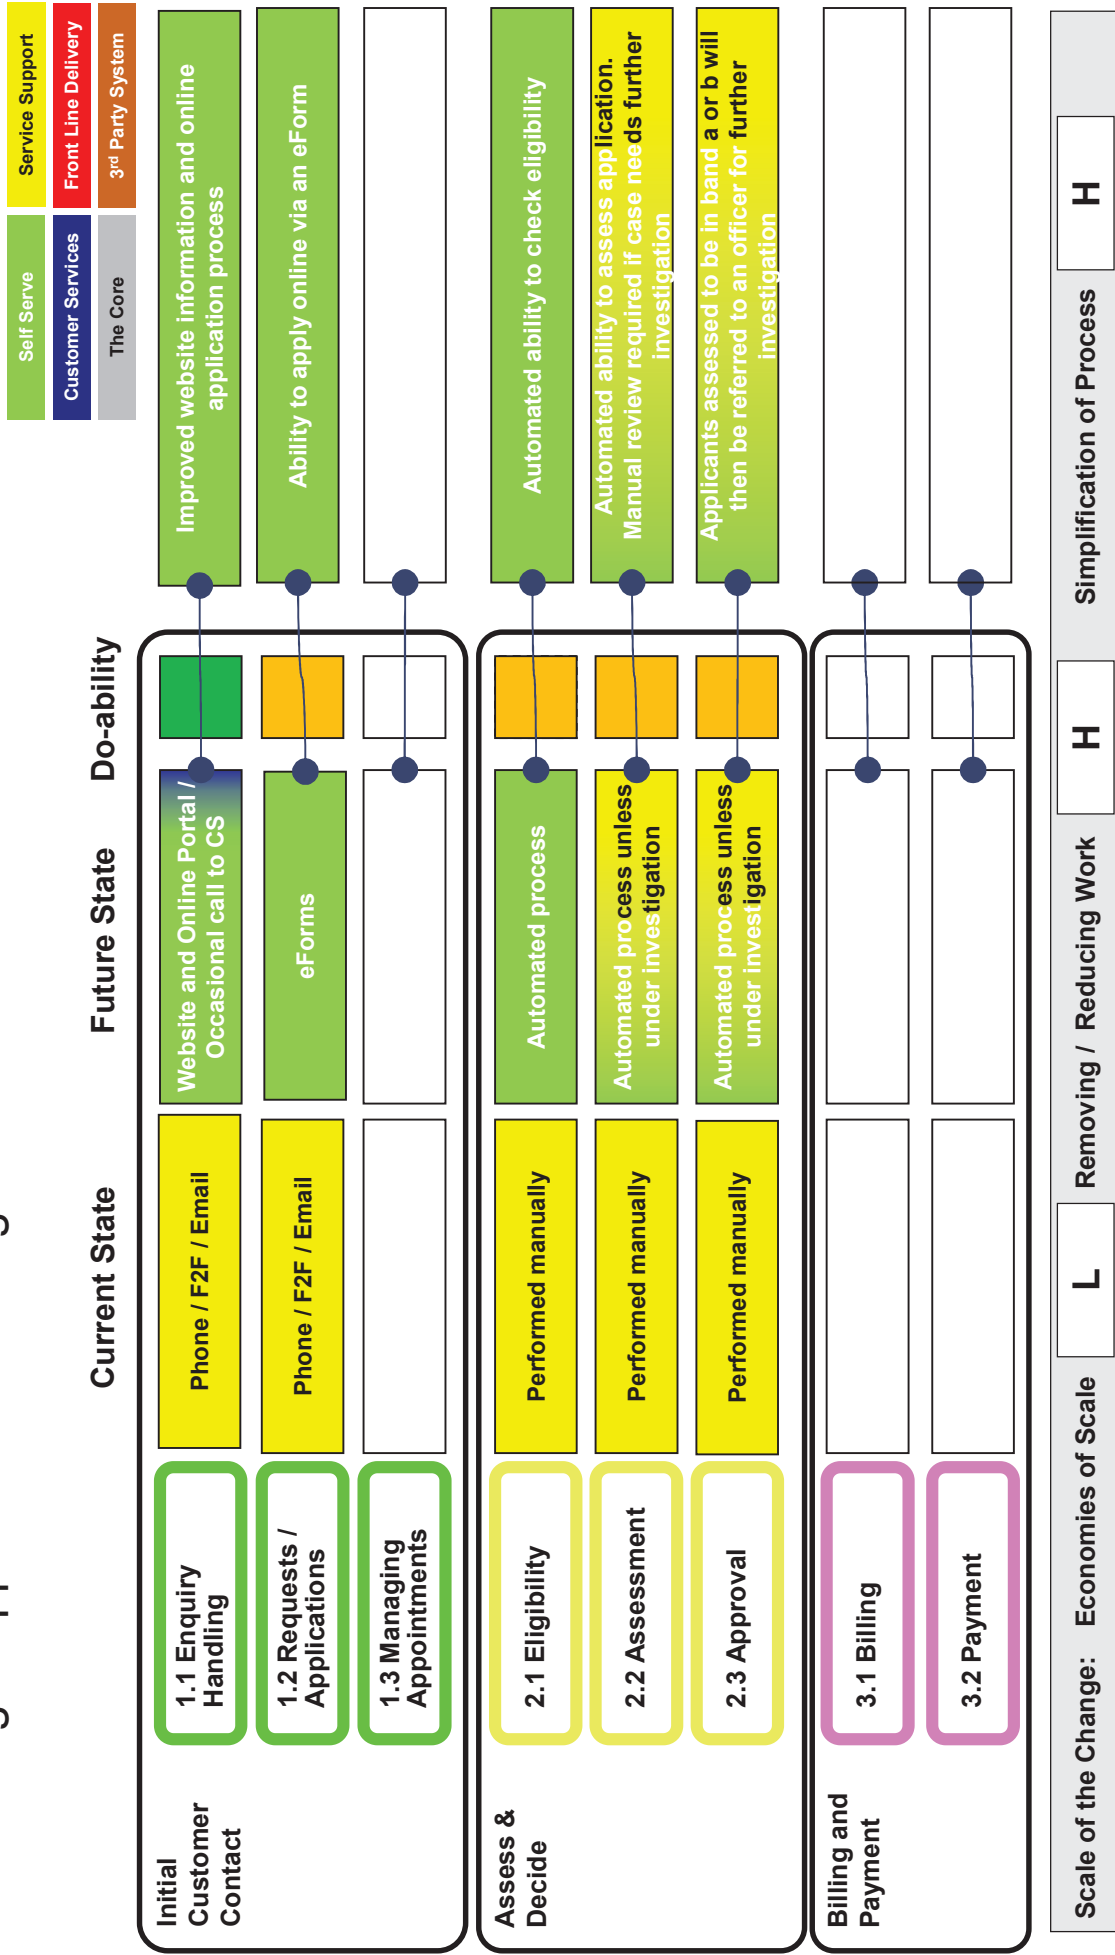 Self Serve
Service Support
Customer Services
Front Line Delivery
The Core
3rd Party System
Current State
Future State
Do-ability
Initial
Customer
Contact
1.1 Enquiry
Handling
Phone / F2F / Email
Website and Online Portal /
Occasional call to CS
Improved website information and online
application process
1.2 Requests /
Applications
Phone / F2F / Email
eForms
Ability to apply online via an eForm
1.3 Managing
Appointments
Assess &
Decide
2.1 Eligibility
Performed manually
Automated process
Automated ability to check eligibility
2.2 Assessment
Performed manually
Automated process unless
under investigation
Automated ability to assess application.
Manual review required if case needs further
investigation
2.3 Approval
Performed manually
Automated process unless
under investigation
Applicants assessed to be in band a or b will
then be referred to an officer for further
investigation
Billing and
Payment
3.1 Billing
3.2 Payment
Scale of the Change: Economies of Scale L Removing / Reducing Work H Simplification of Process H